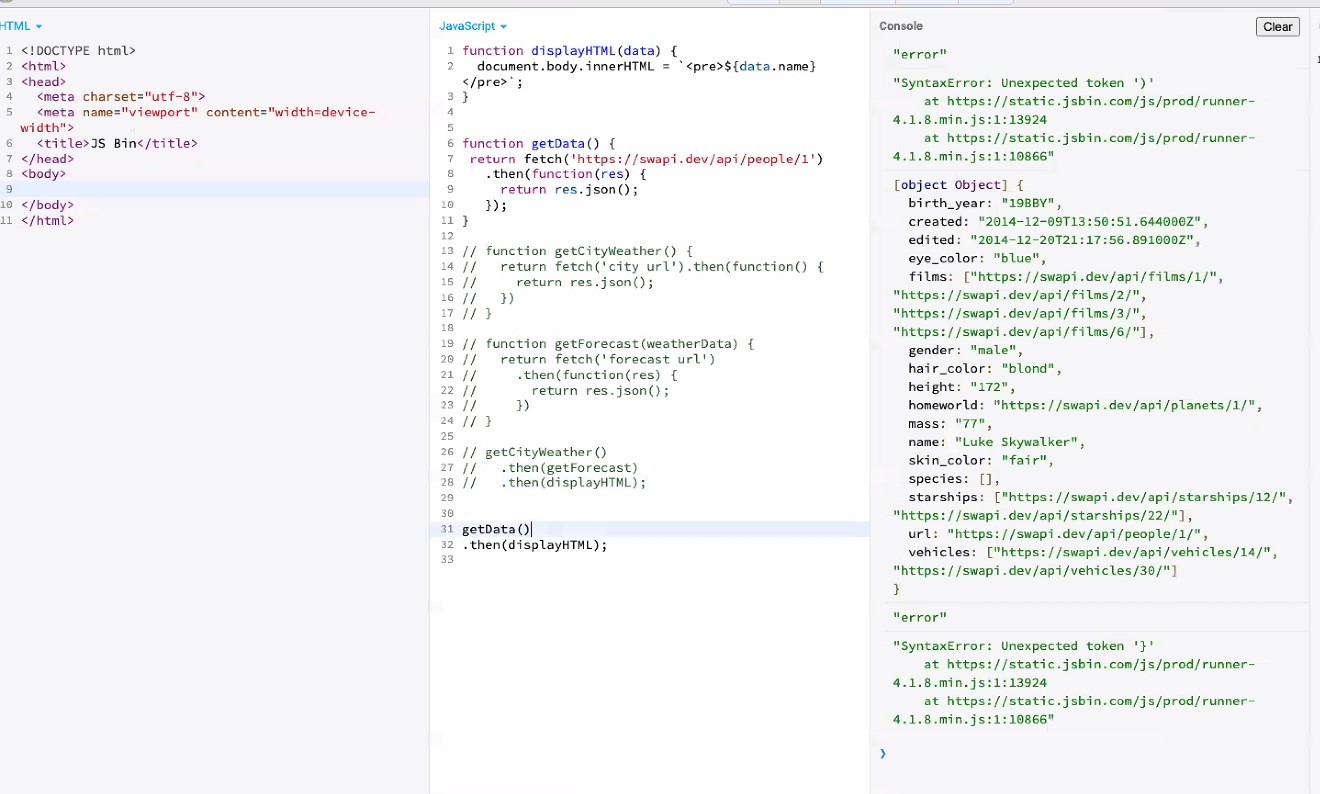 HTML
1 <!DOCTYPE html>
2 <html>
3 <head>
4   <meta charset="utf-8">
5   <meta name="viewport" content="width=device-
width">
6   <title>JS Bin</title>
7 </head>
8 <body>
9
10 </body>
11 </html>
JavaScript
1 function displayHTML(data) {
2   document.body.innerHTML = `<pre>${data.name}
</pre>`;
3 }
4
5
6 function getData() {
7  return fetch('https://swapi.dev/api/people/1')
8    .then(function(res) {
9      return res.json();
10    });
11 }
12
13 // function getCityWeather() {
14 //   return fetch('city url').then(function() {
15 //     return res.json();
16 //   })
17 // }
18
19 // function getForecast(weatherData) {
20 //   return fetch('forecast url')
21 //     .then(function(res) {
22 //       return res.json();
23 //     })
24 // }
25
26 // getCityWeather()
27 //   .then(getForecast)
28 //   .then(displayHTML);
29
30
31 getData()
32 .then(displayHTML);
33
Console
Clear
"error"
"SyntaxError: Unexpected token ')'
    at https://static.jsbin.com/js/prod/runner-
4.1.8.min.js:1:13924
    at https://static.jsbin.com/js/prod/runner-
4.1.8.min.js:1:10866"
[object Object] {
  birth_year: "19BBY",
  created: "2014-12-09T13:50:51.644000Z",
  edited: "2014-12-20T21:17:56.891000Z",
  eye_color: "blue",
  films: ["https://swapi.dev/api/films/1/",
"https://swapi.dev/api/films/2/",
"https://swapi.dev/api/films/3/",
"https://swapi.dev/api/films/6/"],
  gender: "male",
  hair_color: "blond",
  height: "172",
  homeworld: "https://swapi.dev/api/planets/1/",
  mass: "77",
  name: "Luke Skywalker",
  skin_color: "fair",
  species: [],
  starships: ["https://swapi.dev/api/starships/12/",
"https://swapi.dev/api/starships/22/"],
  url: "https://swapi.dev/api/people/1/",
  vehicles: ["https://swapi.dev/api/vehicles/14/",
"https://swapi.dev/api/vehicles/30/"]
}
"error"
"SyntaxError: Unexpected token '}'
    at https://static.jsbin.com/js/prod/runner-
4.1.8.min.js:1:13924
    at https://static.jsbin.com/js/prod/runner-
4.1.8.min.js:1:10866"